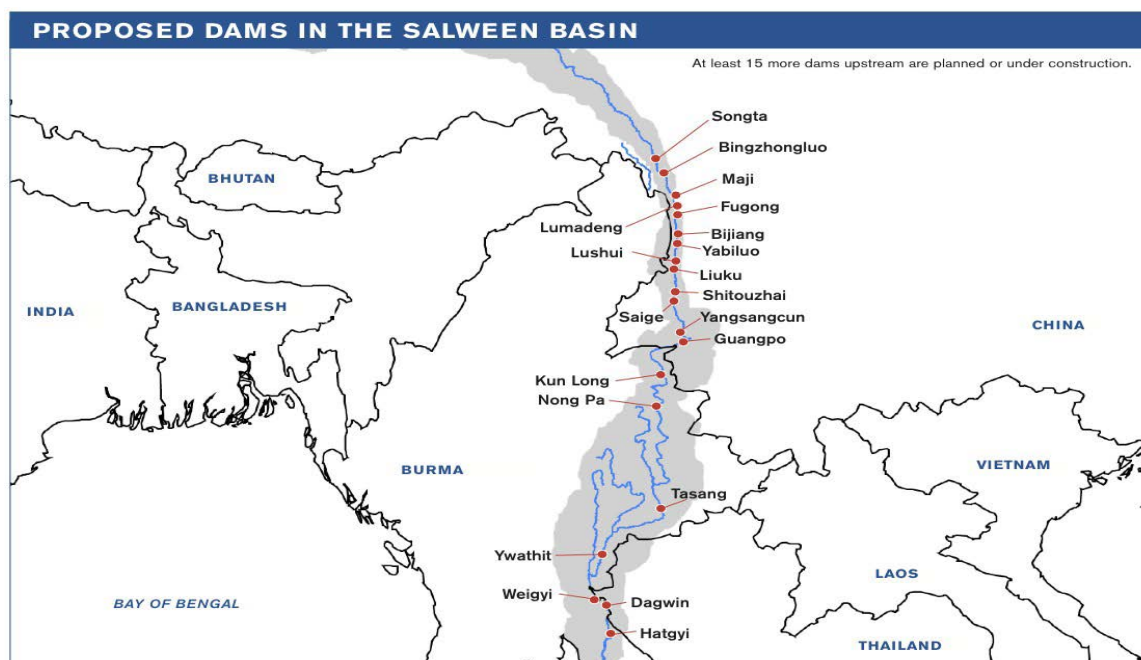 PROPOSED DAMS IN THE SALWEEN BASIN
At least 15 more dams upstream are planned or under construction.
Songta
Bingzhongluo
BHUTAN
Maji
Fugong
Lumadeng
Bijiang
Lushui
Yabiluo
Liuku
Shitouzhai
BANGLADESH
INDIA
Saige
Yangsangcun
CHINA
Guangpo
Kun Long
Nong Pa
BURMA
VIETNAM
Tasang
Ywathit
LAOS
Weigyi
BAY OF BENGAL
Dagwin
Hatgyi
THAILAND